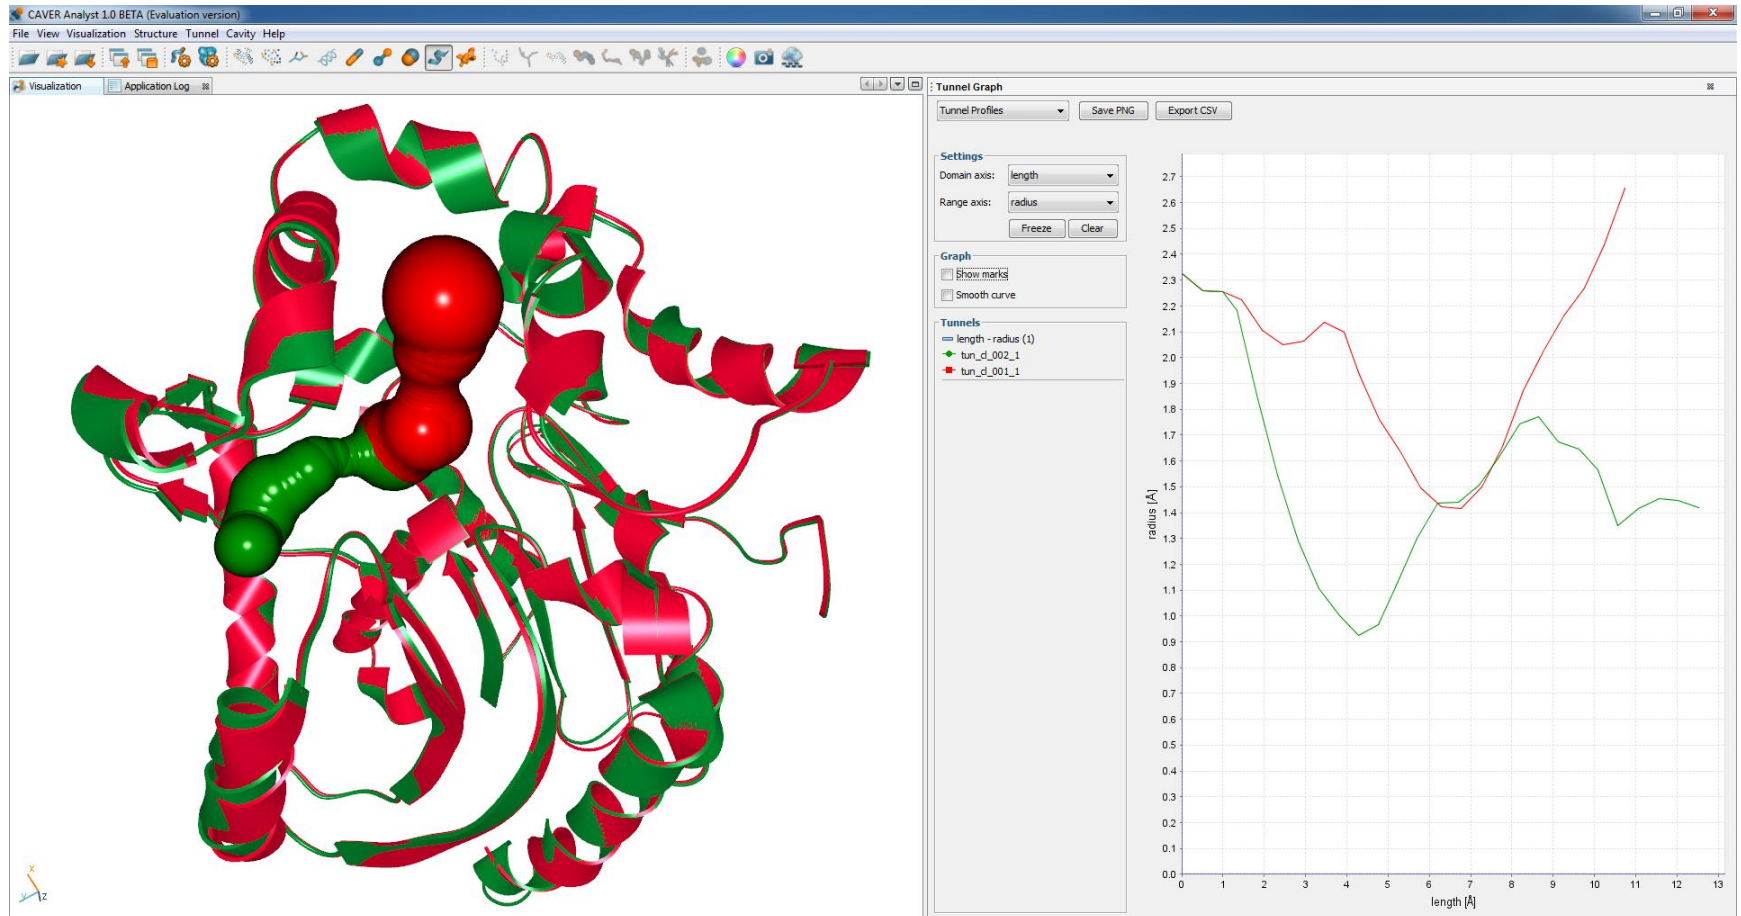 CAVER Analyst 1.0 BETA (Evaluation version)
File View Visualization Structure Tunnel Cavity Help
Visualization Application Log
Tunnel Graph
Tunnel Profiles Save PNG Export CSV
Settings
Domain axis: length
Range axis: radius
Freeze Clear
Graph
Show marks
Smooth curve
Tunnels
length - radius (1)
tun_cl_002_1
tun_cl_001_1
2.7
2.6
2.5
2.4
2.3
2.2
2.1
2.0
1.9
1.8
1.7
1.6
1.5
1.4
1.3
1.2
1.1
1.0
0.9
0.8
0.7
0.6
0.5
0.4
0.3
0.2
0.1
0.0
radius [Å]
0 1 2 3 4 5 6 7 8 9 10 11 12 13
length [Å]
x
y
z